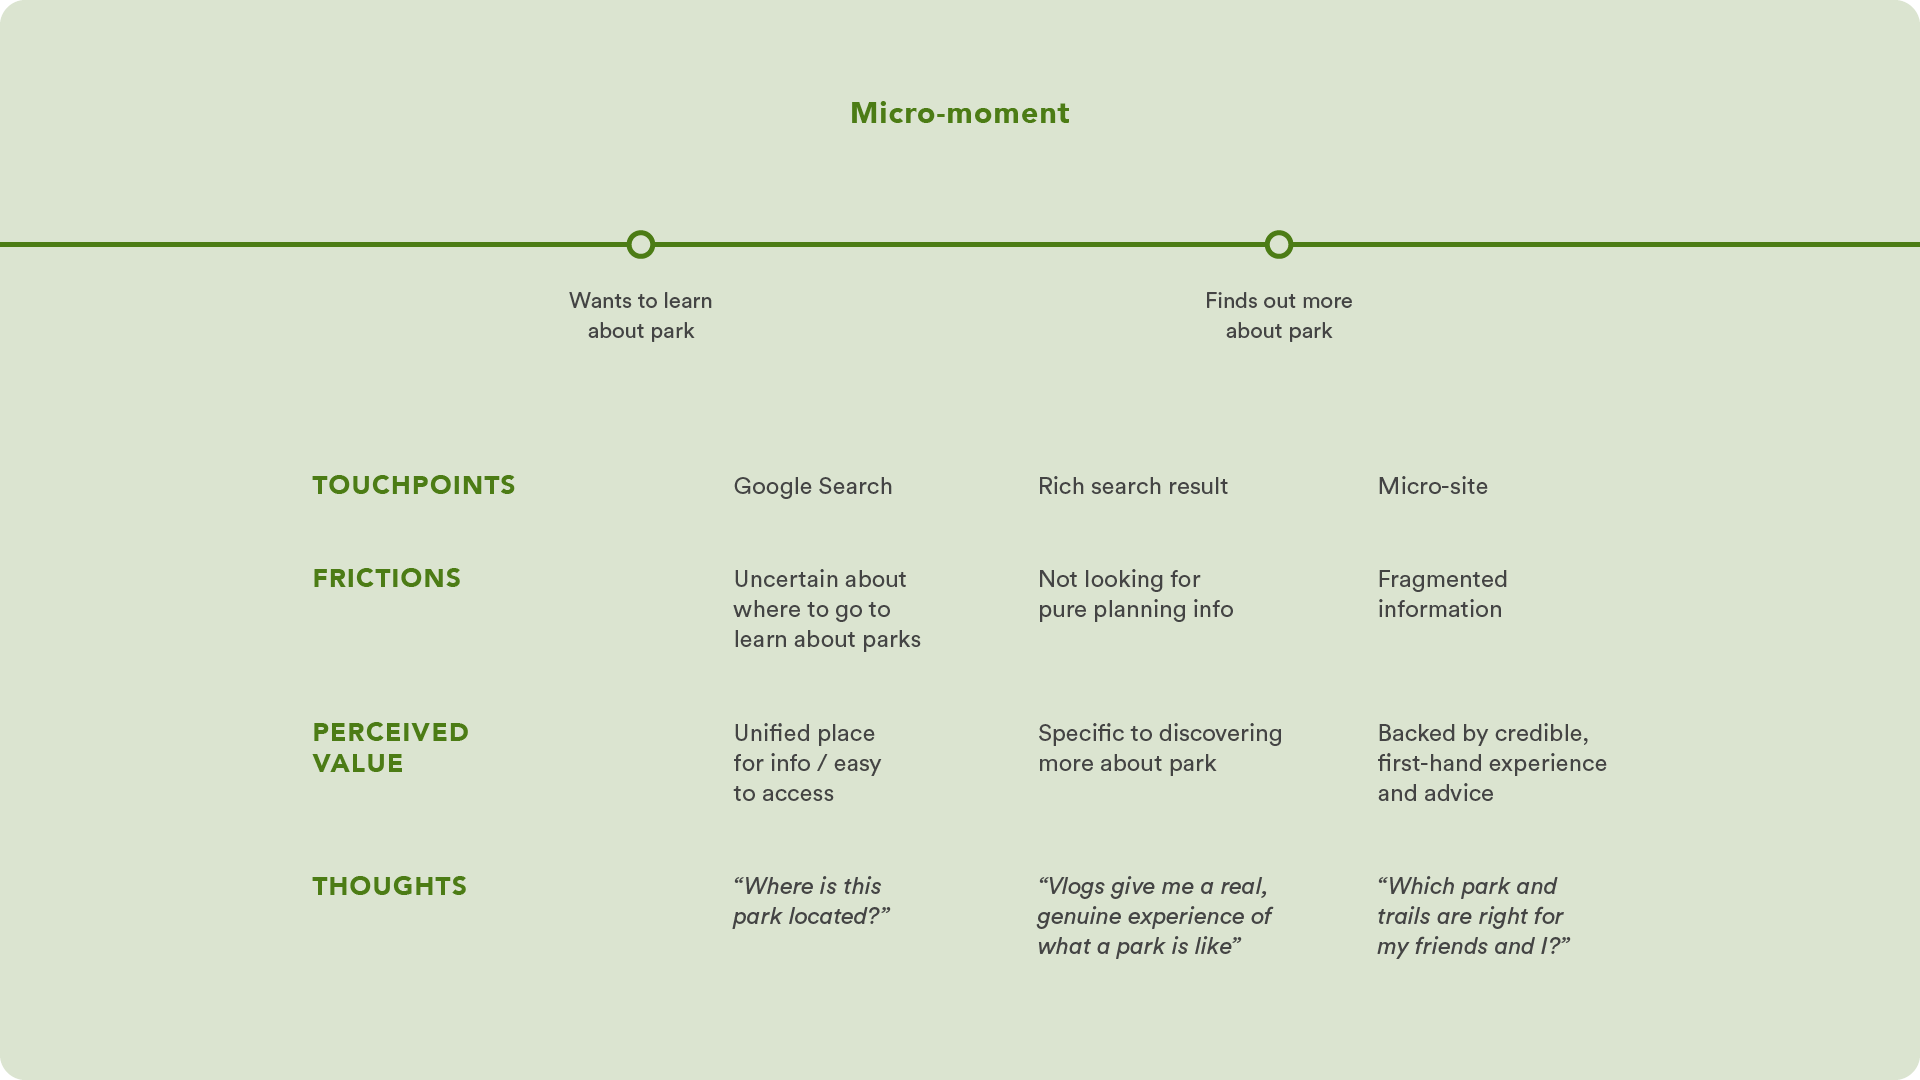 Micro-moment
Wants to learn
about park
Finds out more
about park
TOUCHPOINTS
Google Search
Rich search result
Micro-site
FRICTIONS
Uncertain about
where to go to
learn about parks
Not looking for
pure planning info
Fragmented
information
PERCEIVED
VALUE
Unified place
for info / easy
to access
Specific to discovering
more about park
Backed by credible,
first-hand experience
and advice
THOUGHTS
“Where is this
park located?”
“Vlogs give me a real,
genuine experience of
what a park is like”
“Which park and
trails are right for
my friends and I?”